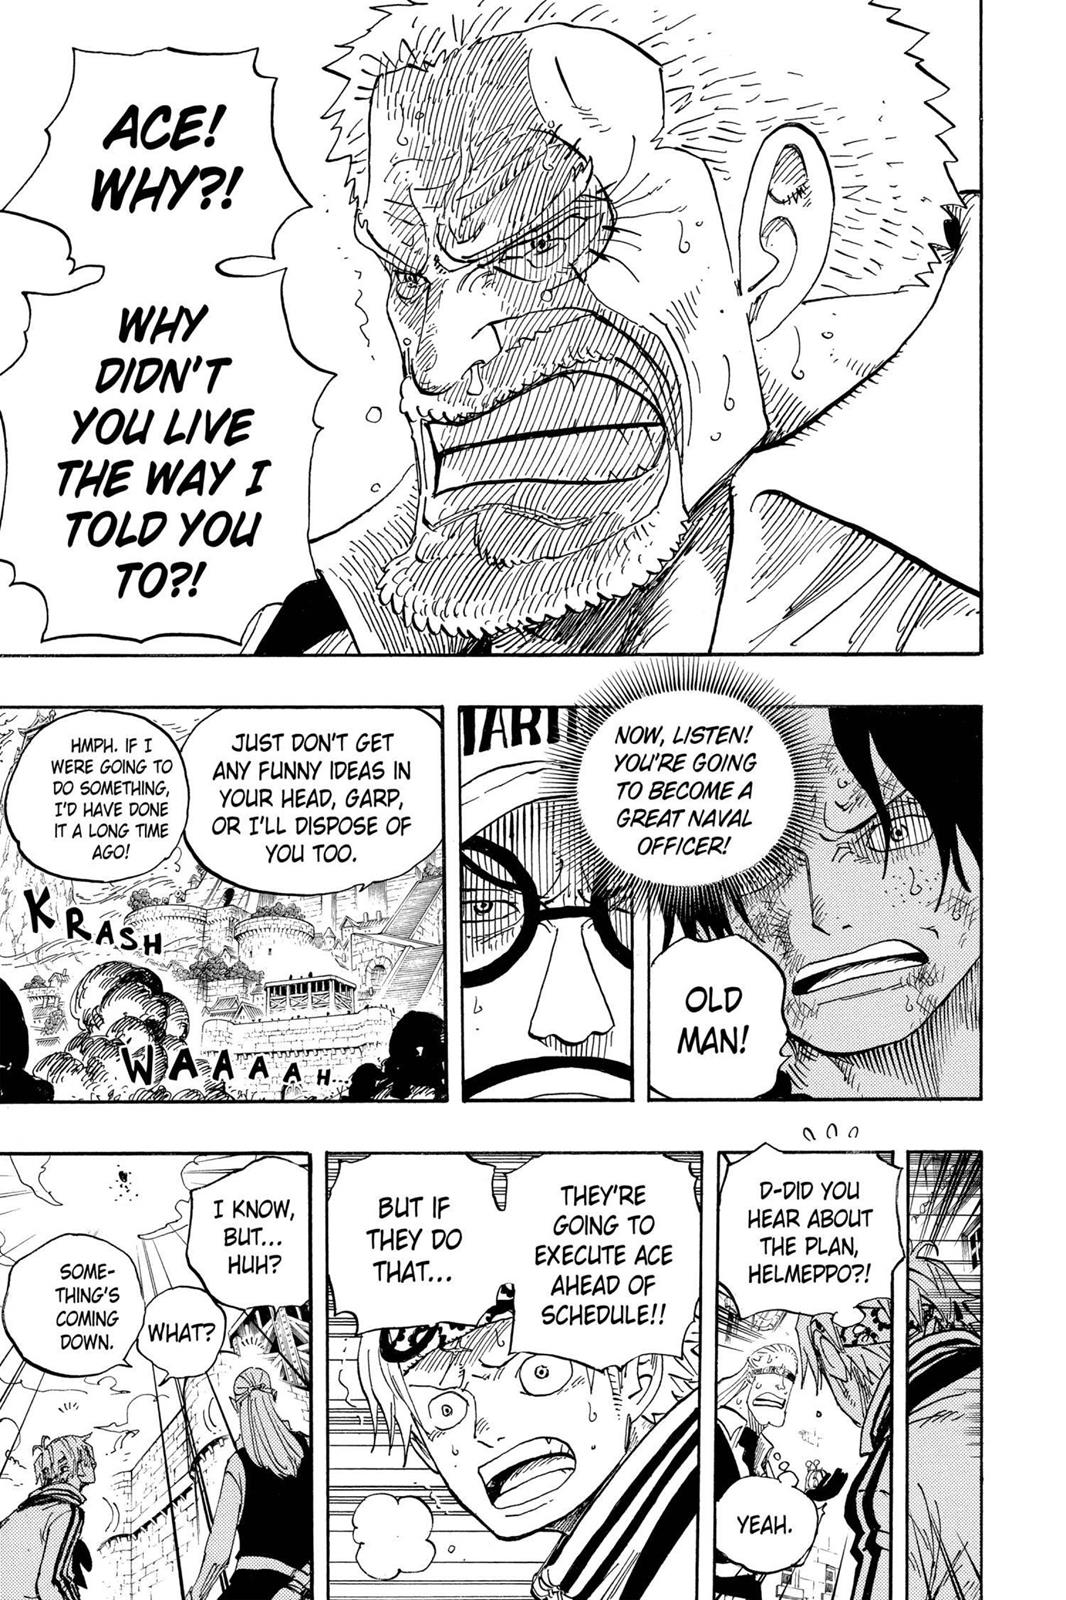 ACE!
WHY?!
WHY
DIDN'T
YOU LIVE
THE WAY I
TOLD YOU
TO?!
NOW, LISTEN!
YOU'RE GOING
TO BECOME A
GREAT NAVAL
OFFICER!
OLD
MAN!
JUST DON'T GET
ANY FUNNY IDEAS IN
YOUR HEAD, GARP,
OR I'LL DISPOSE OF
YOU TOO.
HMPH. IF I
WERE GOING TO
DO SOMETHING,
I'D HAVE DONE
IT A LONG TIME
AGO!
KRASH
WAAAAH...
D-DID YOU
HEAR ABOUT
THE PLAN,
HELMEPPO?!
YEAH.
THEY'RE
GOING TO
EXECUTE ACE
AHEAD OF
SCHEDULE!!
BUT IF
THEY DO
THAT...
I KNOW,
BUT...
HUH?
WHAT?
SOME-
THING'S
COMING
DOWN.